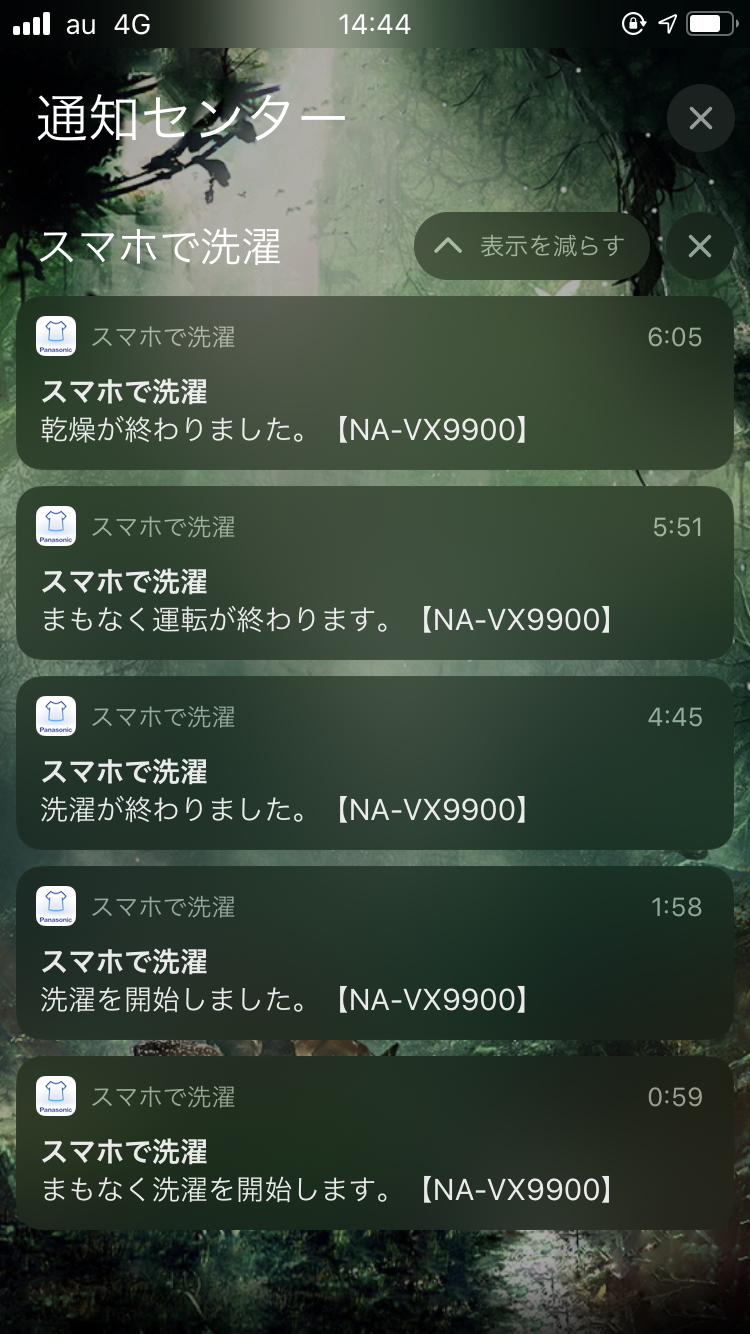 au 4G 14:44
通知センター
スマホで洗濯 表示を減らす
Panasonic スマホで洗濯 6:05
スマホで洗濯
乾燥が終わりました。【NA-VX9900】
Panasonic スマホで洗濯 5:51
スマホで洗濯
まもなく運転が終わります。【NA-VX9900】
Panasonic スマホで洗濯 4:45
スマホで洗濯
洗濯が終わりました。【NA-VX9900】
Panasonic スマホで洗濯 1:58
スマホで洗濯
洗濯を開始しました。【NA-VX9900】
Panasonic スマホで洗濯 0:59
スマホで洗濯
まもなく洗濯を開始します。【NA-VX9900】